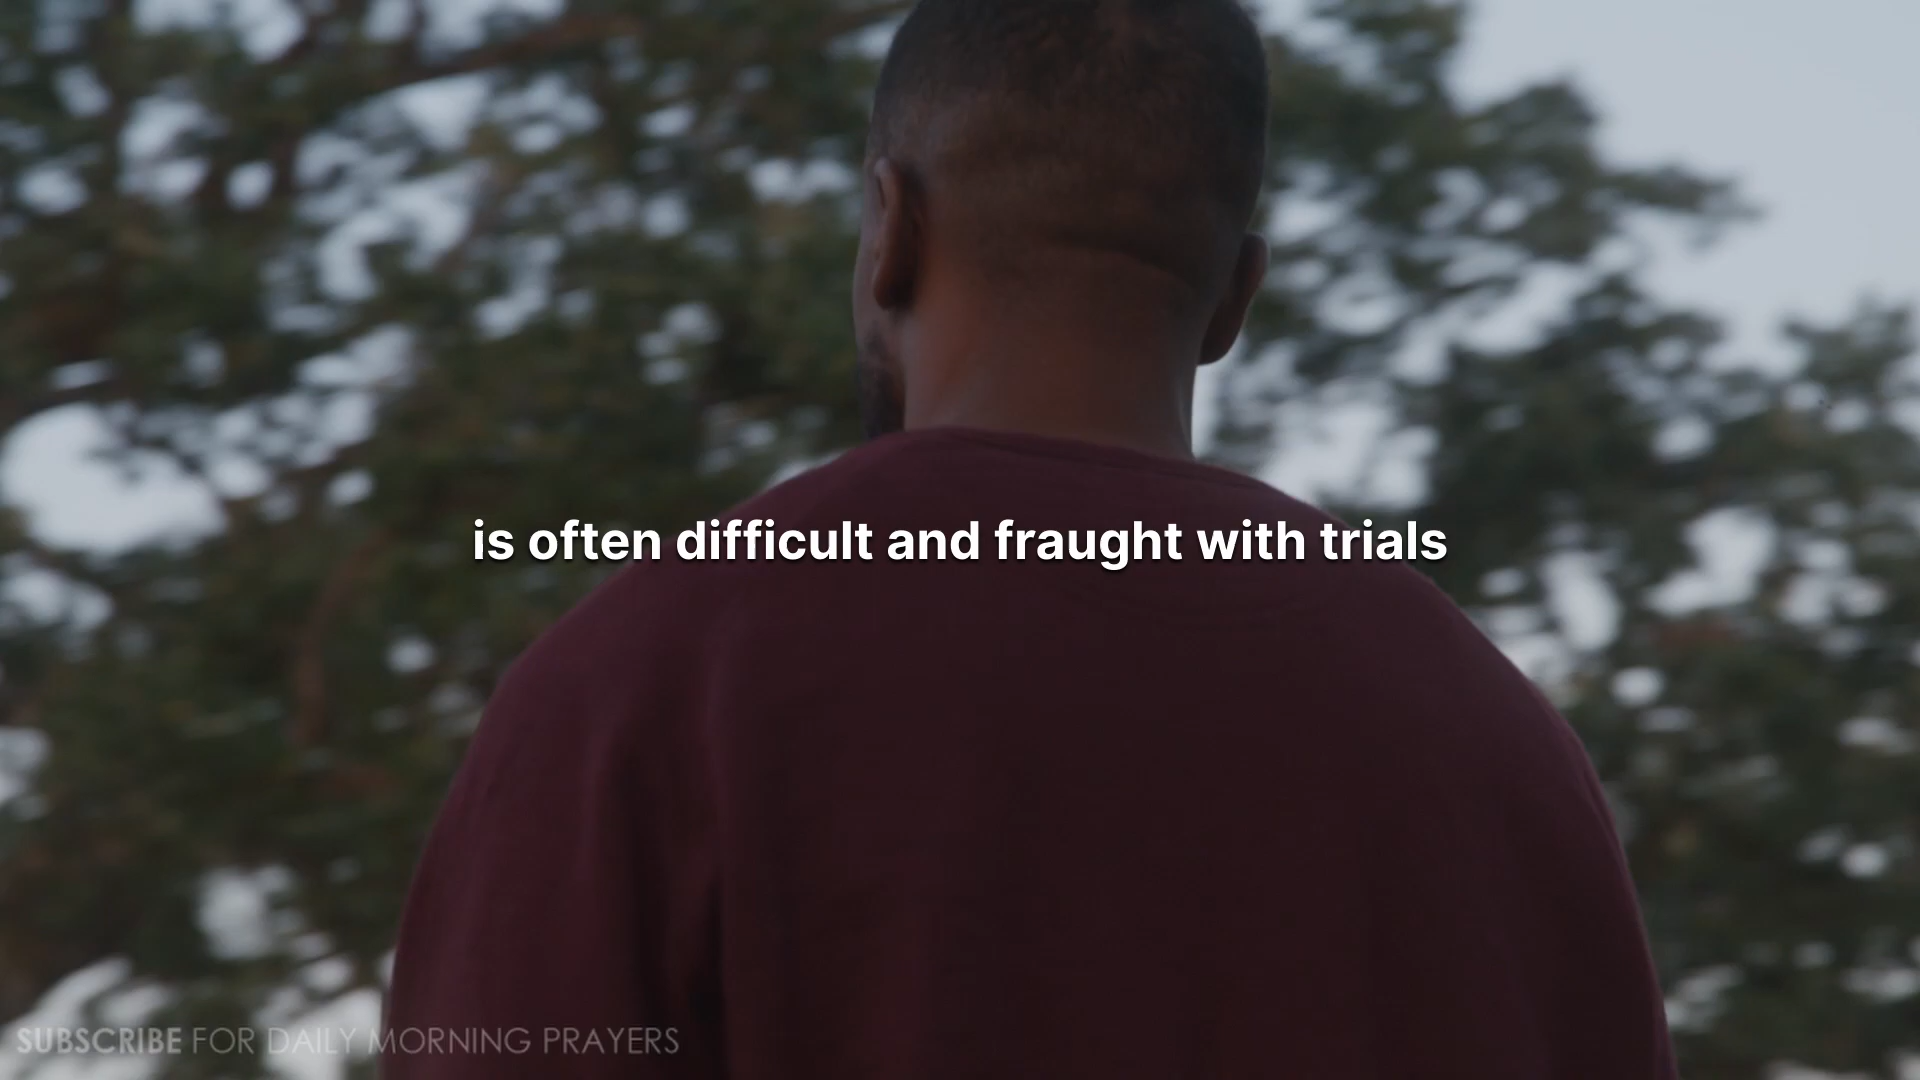 is often difficult and fraught with trials
SUBSCRIBE FOR DAILY MORNING PRAYERS